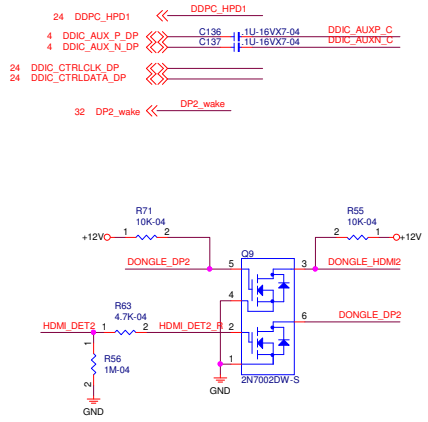 24 DDPC_HPD1 DDPC_HPD1
4 DDIC_AUX_P_DP C136 .1U-16VX7-04 DDIC_AUXP_C
4 DDIC_AUX_N_DP C137 .1U-16VX7-04 DDIC_AUXN_C
24 DDIC_CTRLCLK_DP
24 DDIC_CTRLDATA_DP
32 DP2_wake DP2_wake
R71 R55
10K-04 10K-04
+12V 1 2 Q9 2 1 +12V
DONGLE_DP2 5 3 DONGLE_HDMI2
4
R63
4.7K-04
6 DONGLE_DP2
HDMI_DET2 1 2 HDMI_DET2_R 2
1
R56
1M-04
1
2
GND
2N7002DW-S
GND